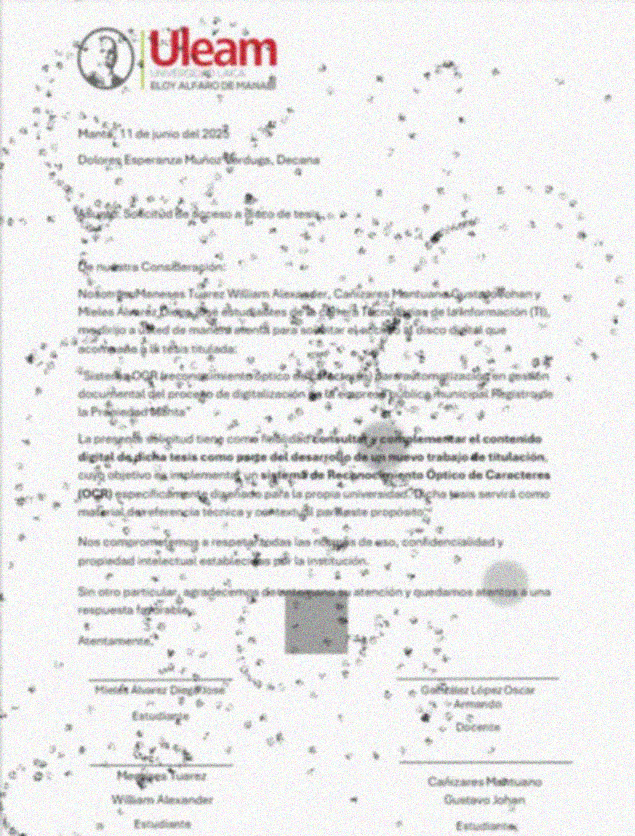 Uleam
UNIVERSIDAD LAICA
ELOY ALFARO DE MANABÍ
Manta, 11 de junio del 2025
Dolores Esperanza Muñoz Verduga, Decana
Asunto: Solicitud de acceso a disco de tesis
De nuestra Consideración:
Nosotros, Meneses Tuarez William Alexander, Cañizares Mantuano Gustavo Johan y
Mieles Álvarez Diego José estudiantes de la carrera Tecnologías de la Información (TI),
me dirijo a usted de manera atenta para solicitar el acceso al disco digital que
acompaña a la tesis titulada:
"Sistema OCR (reconocimiento óptico de para automatización en gestión
documental del proceso de digitalización de la empresa pública municipal Registro de
la Propiedad Manta"
La presente solicitud tiene como finalidad consultar y complementar el contenido
digital de dicha tesis como parte del desarrollo de un nuevo trabajo de titulación,
cuyo objetivo es implementar un sistema de Reconocimiento Óptico de Caracteres
(OCR) específicamente diseñado para la propia universidad. Dicha tesis servirá como
material de referencia técnica y contextual para este propósito.
Nos comprometemos a respetar todas las normas de uso, confidencialidad y
propiedad intelectual establecidas por la institución.
Sin otro particular, agradecemos de antemano su atención y quedamos atentos a una
respuesta favorable.
Atentamente,
Mieles Álvarez Diego José
Estudiante
González López Oscar
Armando
Docente
Meneses Tuarez
William Alexander
Estudiante
Cañizares Mantuano
Gustavo Johan
Estudiante